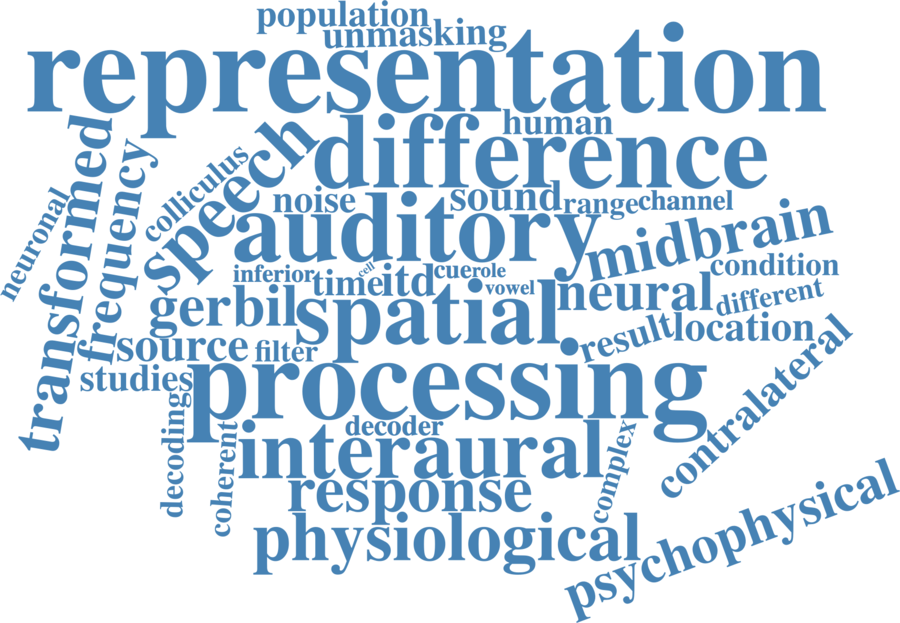 population
unmasking
representation
human
difference
transformed
frequency
speech
colliculus
neuronal
noise
sound
range
channel
auditory
midbrain
inferior
time
cell
itd
cue
role
vowel
condition
gerbil
spatial
neural
different
source
filter
result
location
studies
processing
contralateral
decoding
coherent
decoder
interaural
complex
response
physiological
psychophysical